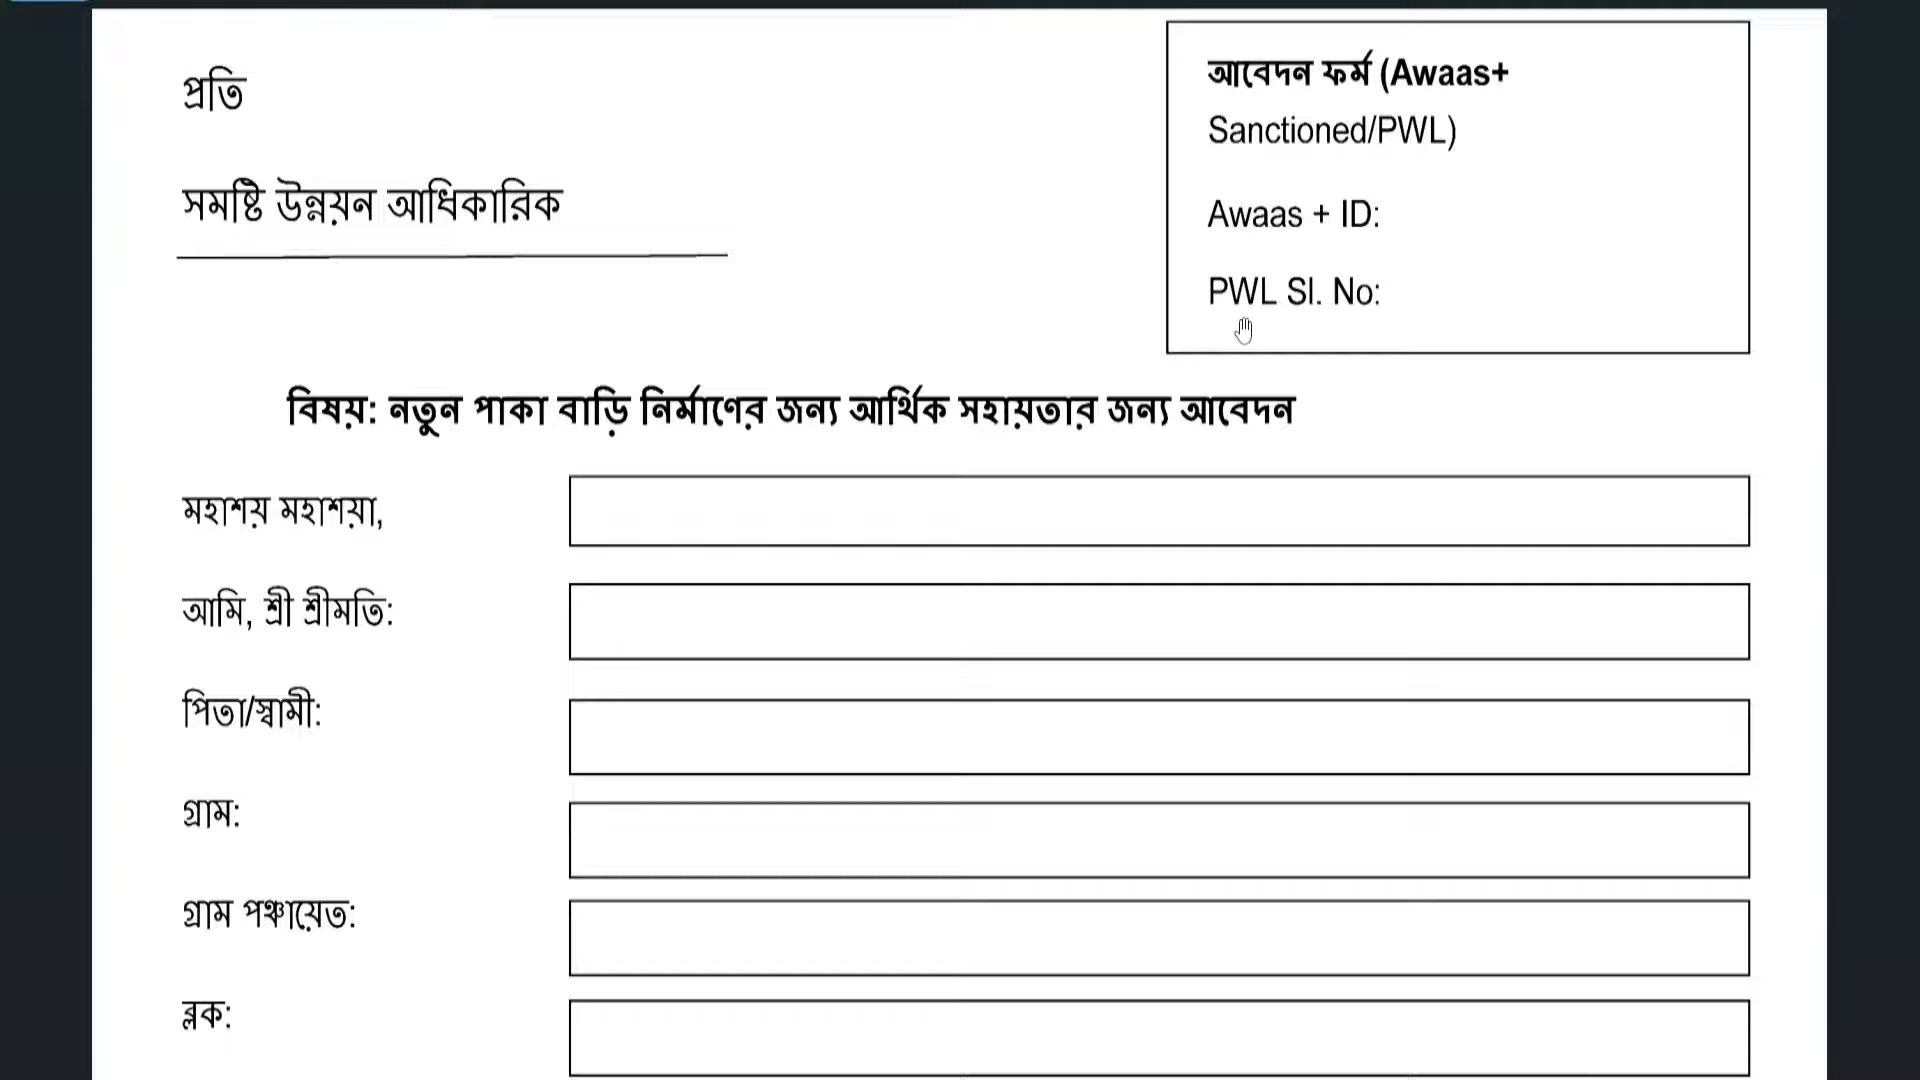 প্রতি
সমষ্টি উন্নয়ন আধিকারিক
আবেদন ফর্ম (Awaas+
Sanctioned/PWL)
Awaas + ID:
PWL Sl. No:
বিষয়: নতুন পাকা বাড়ি নির্মাণের জন্য আর্থিক সহায়তার জন্য আবেদন
মহাশয় মহাশয়া,
আমি, শ্রী শ্রীমতি:
পিতা/স্বামী:
গ্রাম:
গ্রাম পঞ্চায়েত:
ব্লক: